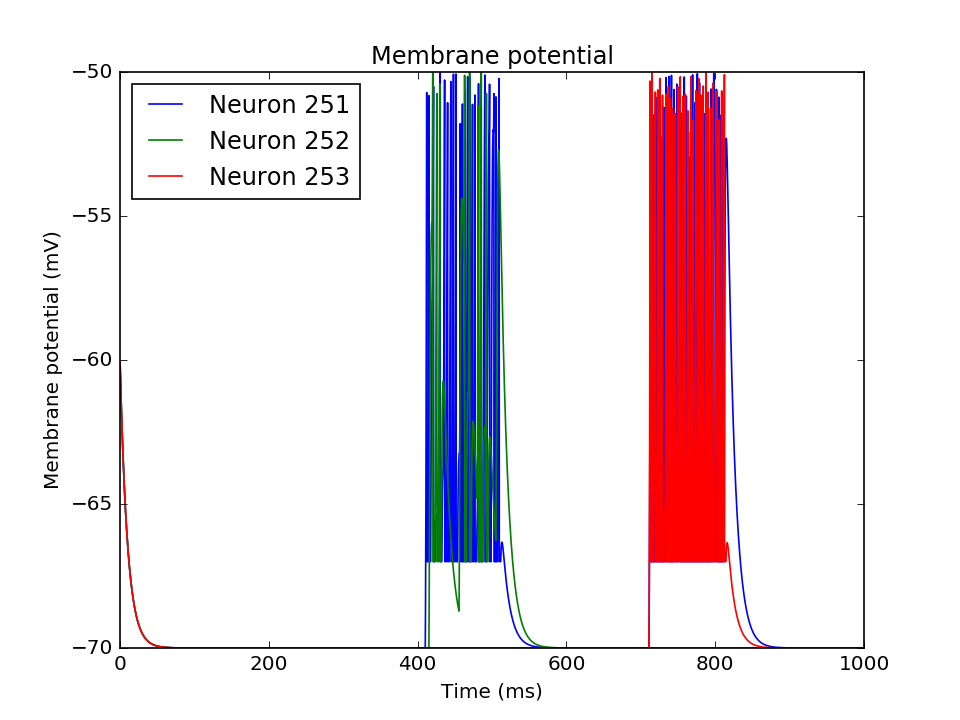 Membrane potential
Neuron 251
Neuron 252
Neuron 253
Membrane potential (mV)
−50
−55
−60
−65
−70
0 200 400 600 800 1000
Time (ms)